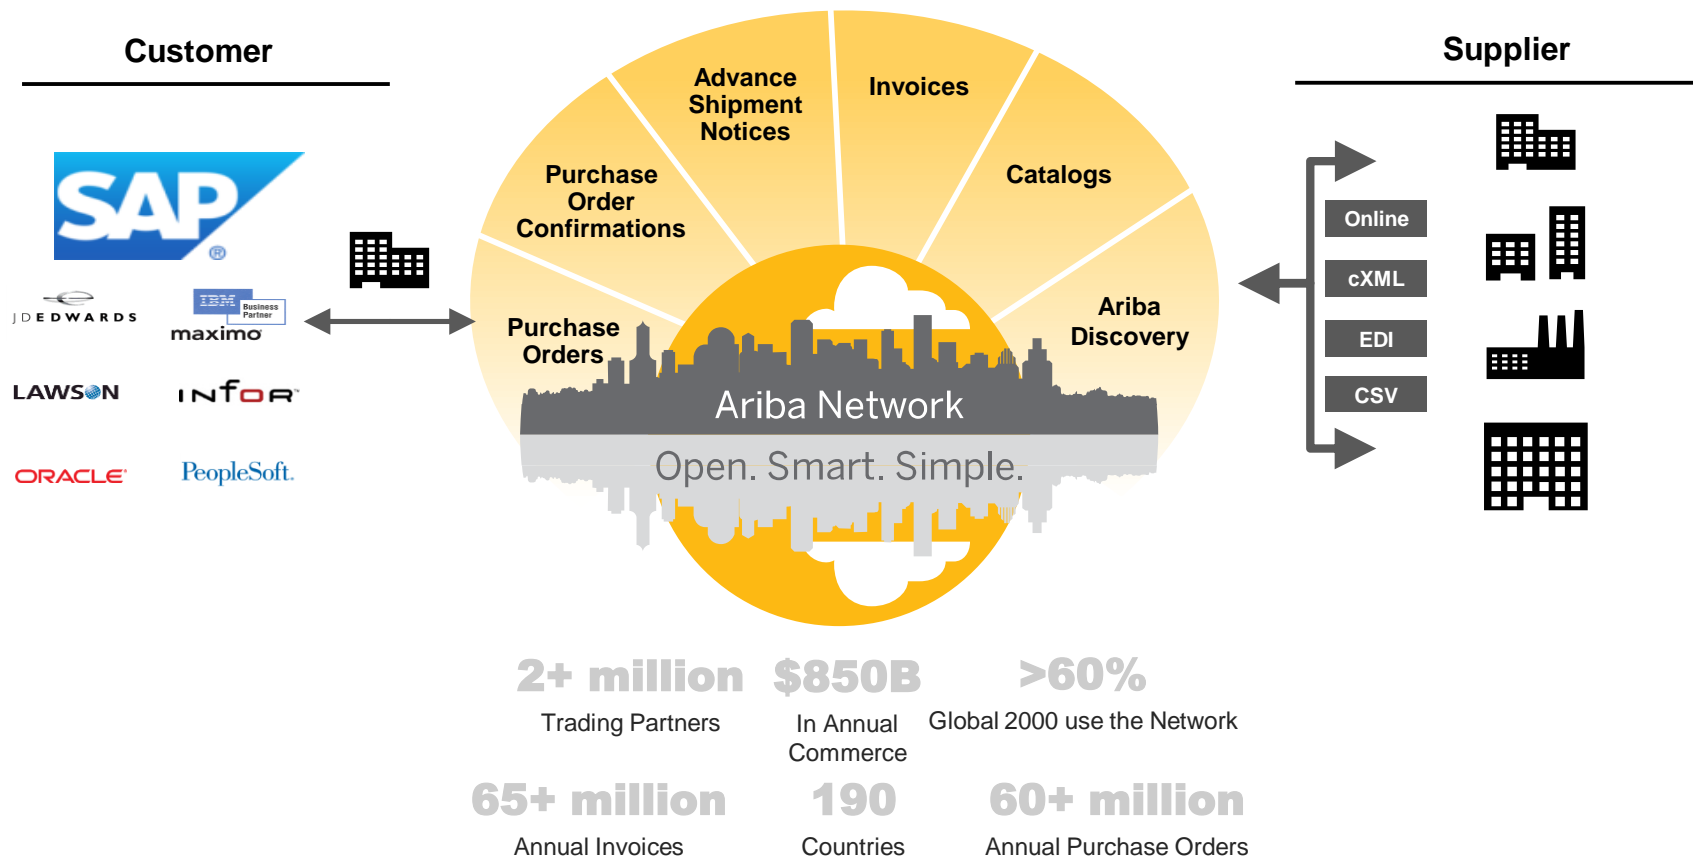 Customer
Supplier
SAP
®
JDEDWARDS
IBM
Business
Partner
maximo
LAWSON
INFOR™
ORACLE®
PeopleSoft.
Purchase
Orders
Purchase
Order
Confirmations
Advance
Shipment
Notices
Invoices
Catalogs
Ariba
Discovery
Ariba Network
Open. Smart. Simple.
Online
cXML
EDI
CSV
2+ million
Trading Partners
$850B
In Annual
Commerce
>60%
Global 2000 use the Network
65+ million
Annual Invoices
190
Countries
60+ million
Annual Purchase Orders